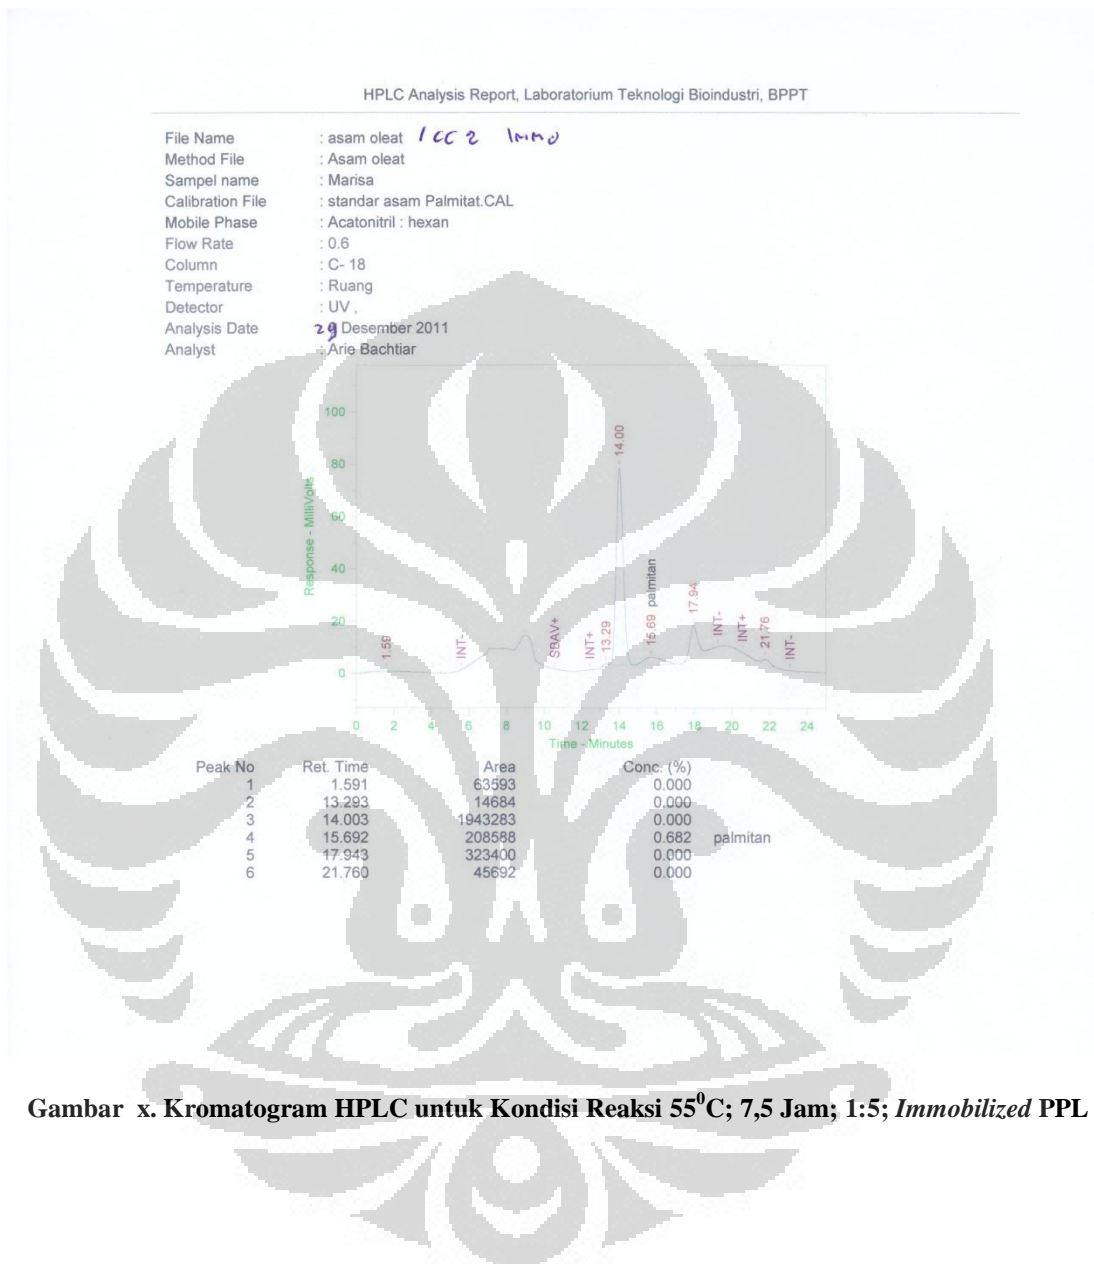 HPLC Analysis Report, Laboratorium Teknologi Bioindustri, BPPT
File Name : asam oleat 1 CC 2 Immo
Method File : Asam oleat
Sampel name : Marisa
Calibration File : standar asam Palmitat.CAL
Mobile Phase : Acatonitril : hexan
Flow Rate : 0.6
Column : C- 18
Temperature : Ruang
Detector : UV ,
Analysis Date 29 Desember 2011
Analyst : Arie Bachtiar
Response - MilliVolts
100
80
60
40
20
0
1.59
INT-
SBAV+
INT+
13.29
14.00
15.69 palmitan
17.94
INT-
INT+
21.76
INT-
0 2 4 6 8 10 12 14 16 18 20 22 24
Time - Minutes
Peak No Ret. Time Area Conc. (%)
1 1.591 63593 0.000
2 13.293 14684 0.000
3 14.003 1943283 0.000
4 15.692 208588 0.682 palmitan
5 17.943 323400 0.000
6 21.760 45692 0.000
Gambar x. Kromatogram HPLC untuk Kondisi Reaksi 55⁰C; 7,5 Jam; 1:5; Immobilized PPL